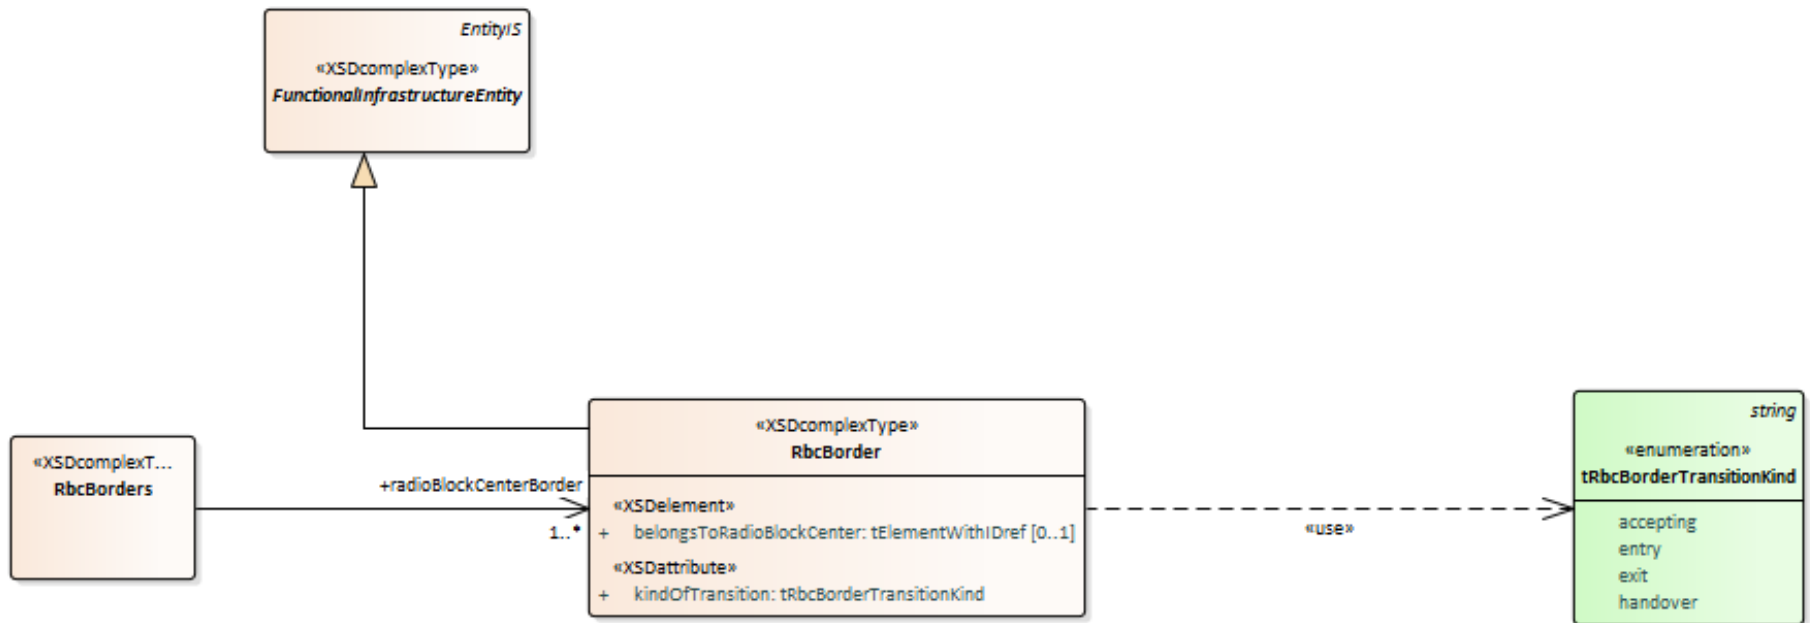 EntityIS
«XSDcomplexType»
FunctionalInfrastructureEntity
«XSDcomplexT...
RbcBorders
+radioBlockCenterBorder
1..*
«XSDcomplexType»
RbcBorder
«XSDelement»
+ belongsToRadioBlockCenter: tElementWithIDref [0..1]
«XSDattribute»
+ kindOfTransition: tRbcBorderTransitionKind
«use»
string
«enumeration»
tRbcBorderTransitionKind
accepting
entry
exit
handover